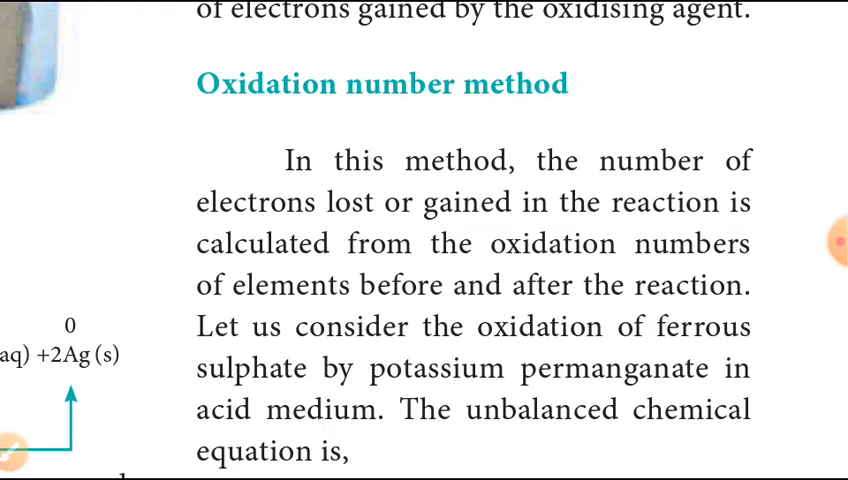 of electrons gained by the oxidising agent.
Oxidation number method
In this method, the number of
electrons lost or gained in the reaction is
calculated from the oxidation numbers
of elements before and after the reaction.
Let us consider the oxidation of ferrous
sulphate by potassium permanganate in
acid medium. The unbalanced chemical
equation is,
0
aq) +2Ag (s)